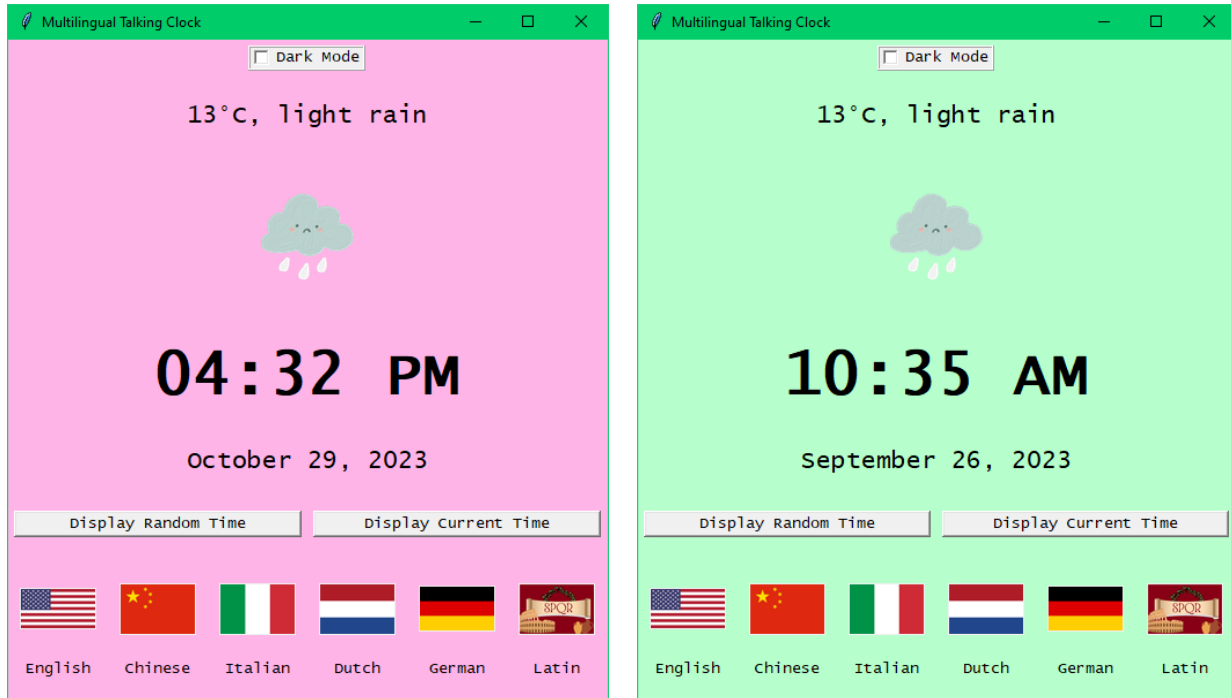 Multilingual Talking Clock
Dark Mode
13°C, light rain
04:32 PM
October 29, 2023
Display Random Time
Display Current Time
SPQR
English Chinese Italian Dutch German Latin
Multilingual Talking Clock
Dark Mode
13°C, light rain
10:35 AM
September 26, 2023
Display Random Time
Display Current Time
SPQR
English Chinese Italian Dutch German Latin